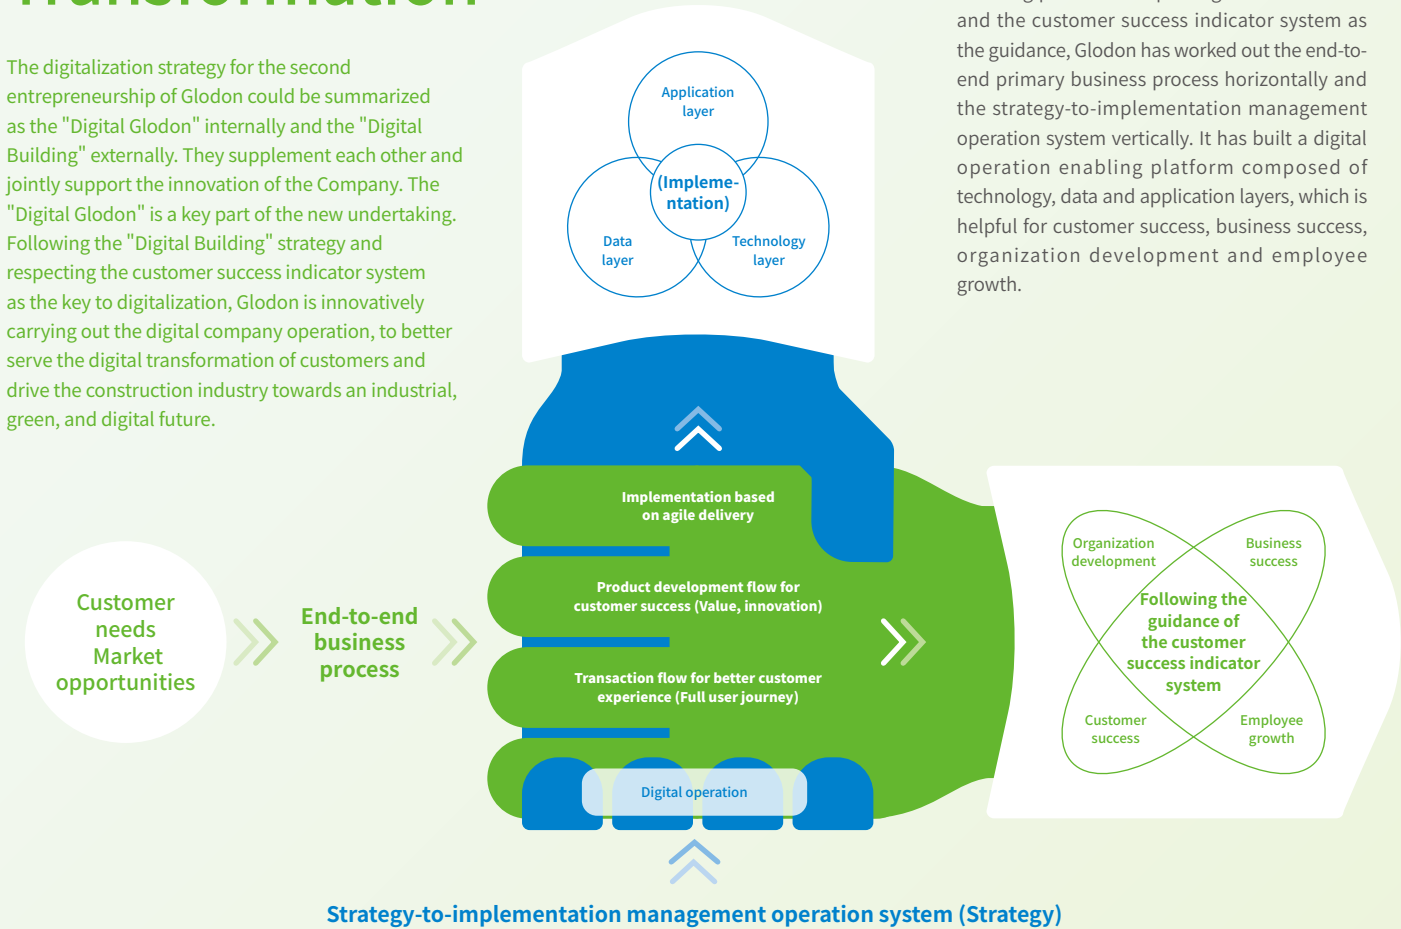 Transformation
The digitalization strategy for the second
entrepreneurship of Glodon could be summarized
as the "Digital Glodon" internally and the "Digital
Building" externally. They supplement each other and
jointly support the innovation of the Company. The
"Digital Glodon" is a key part of the new undertaking.
Following the "Digital Building" strategy and
respecting the customer success indicator system
as the key to digitalization, Glodon is innovatively
carrying out the digital company operation, to better
serve the digital transformation of customers and
drive the construction industry towards an industrial,
green, and digital future.
and the customer success indicator system as
the guidance, Glodon has worked out the end-to-
end primary business process horizontally and
the strategy-to-implementation management
operation system vertically. It has built a digital
operation enabling platform composed of
technology, data and application layers, which is
helpful for customer success, business success,
organization development and employee
growth.
Application
layer
(Impleme-
ntation)
Data
layer
Technology
layer
Implementation based
on agile delivery
Product development flow for
customer success (Value, innovation)
Transaction flow for better customer
experience (Full user journey)
Digital operation
Customer
needs
Market
opportunities
End-to-end
business
process
Organization
development
Business
success
Following the
guidance of
the customer
success indicator
system
Customer
success
Employee
growth
Strategy-to-implementation management operation system (Strategy)